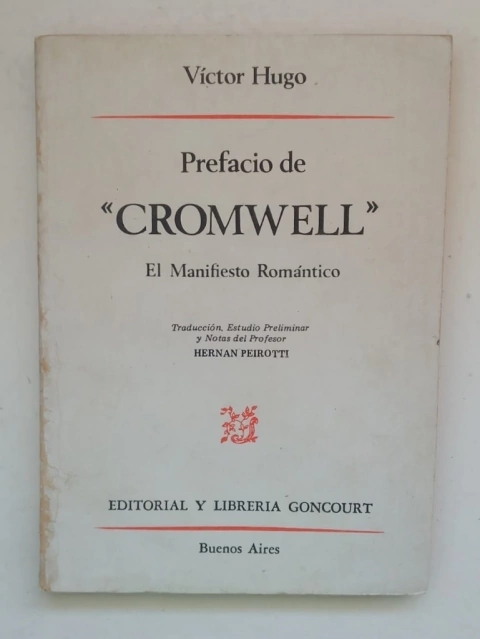 Víctor Hugo
Prefacio de
«CROMWELL»
El Manifiesto Romántico
Traducción, Estudio Preliminar
y Notas del Profesor
HERNAN PEIROTTI
EDITORIAL Y LIBRERIA GONCOURT
Buenos Aires